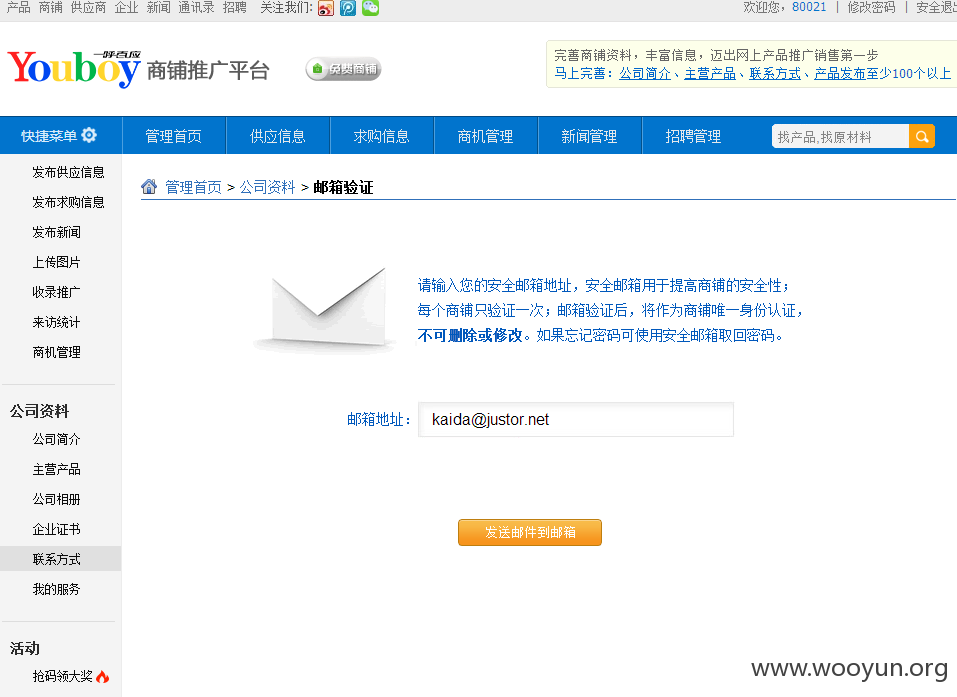 产品 商铺 供应商 企业 新闻 通讯录 招聘 关注我们:
欢迎您, 80021 | 修改密码 | 安全退出
一呼百应
Youboy 商铺推广平台
免费商铺
完善商铺资料，丰富信息，迈出网上产品推广销售第一步
马上完善：公司简介、主营产品、联系方式、产品发布至少100个以上
快捷菜单 管理首页 供应信息 求购信息 商机管理 新闻管理 招聘管理 找产品,找原材料
发布供应信息
发布求购信息
发布新闻
上传图片
收录推广
来访统计
商机管理
公司资料
公司简介
主营产品
公司相册
企业证书
联系方式
我的服务
活动
抢码领大奖
管理首页 > 公司资料 > 邮箱验证
请输入您的安全邮箱地址，安全邮箱用于提高商铺的安全性；
每个商铺只验证一次；邮箱验证后，将作为商铺唯一身份认证，
不可删除或修改。如果忘记密码可使用安全邮箱取回密码。
邮箱地址： kaida@justor.net
发送邮件到邮箱
www.wooyun.org